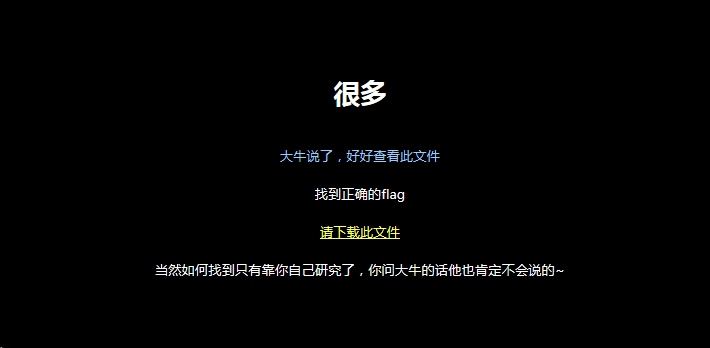 很多
大牛说了，好好查看此文件
找到正确的flag
请下载此文件
当然如何找到只有靠你自己研究了，你问大牛的话他也肯定不会说的~